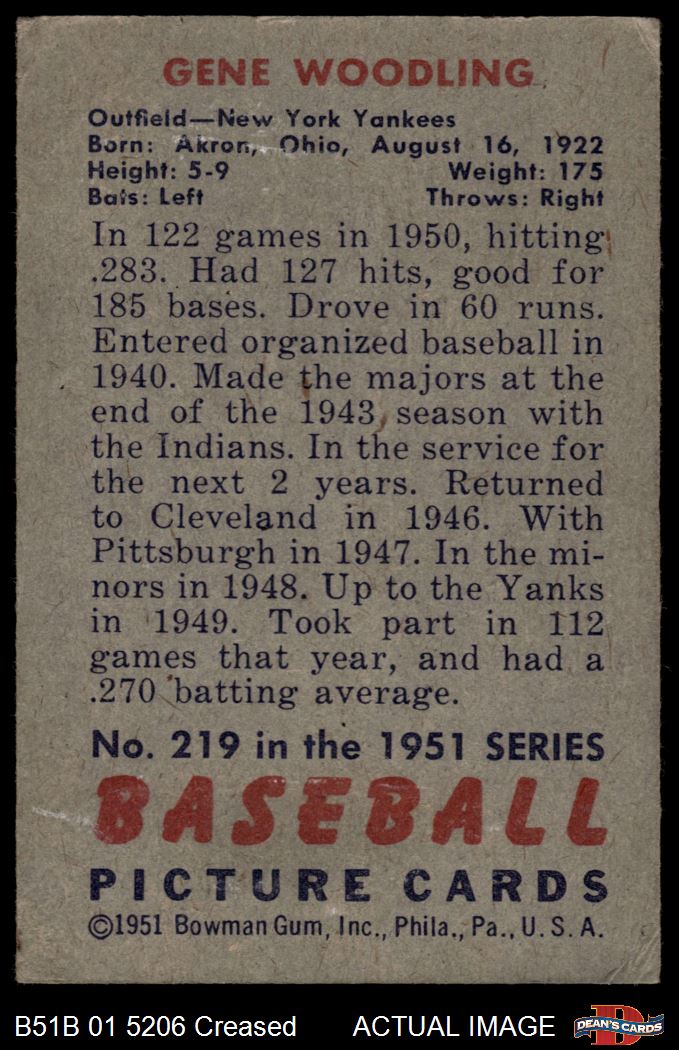 GENE WOODLING
Outfield—New York Yankees
Born: Akron, Ohio, August 16, 1922
Height: 5-9 Weight: 175
Bats: Left Throws: Right
In 122 games in 1950, hitting
.283. Had 127 hits, good for
185 bases. Drove in 60 runs.
Entered organized baseball in
1940. Made the majors at the
end of the 1943 season with
the Indians. In the service for
the next 2 years. Returned
to Cleveland in 1946. With
Pittsburgh in 1947. In the mi-
nors in 1948. Up to the Yanks
in 1949. Took part in 112
games that year, and had a
.270 batting average.
No. 219 in the 1951 SERIES
BASEBALL
PICTURE CARDS
©1951 Bowman Gum, Inc., Phila., Pa., U. S. A.
B51B 01 5206 Creased ACTUAL IMAGE D DEAN'S CARDS